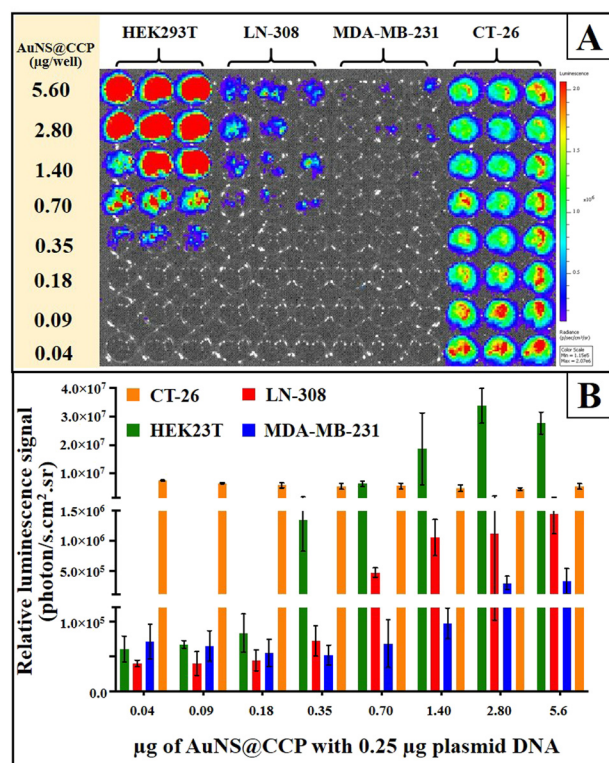 HEK293T LN-308 MDA-MB-231 CT-26
A
AuNS@CCP
(µg/well)
5.60
2.80
1.40
0.70
0.35
0.18
0.09
0.04
Luminescence
2.0
1.5
1.0
×10⁶
0.5
Radiance
(p/sec/cm²/sr)
Color Scale
Min = 1.15e5
Max = 2.07e6
B
CT-26 LN-308
HEK23T MDA-MB-231
Relative luminescence signal
(photon/s.cm².sr)
4.0×10⁷
3.0×10⁷
2.0×10⁷
1.0×10⁷
1.5×10⁶
1.0×10⁶
5.0×10⁵
1.0×10⁵
0.0
0.04 0.09 0.18 0.35 0.70 1.40 2.80 5.6
µg of AuNS@CCP with 0.25 µg plasmid DNA